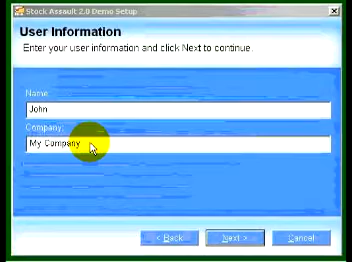 Stock Assault 2.0 Demo Setup
User Information
Enter your user information and click Next to continue.
Name:
John
Company:
My Company
< Back
Next >
Cancel